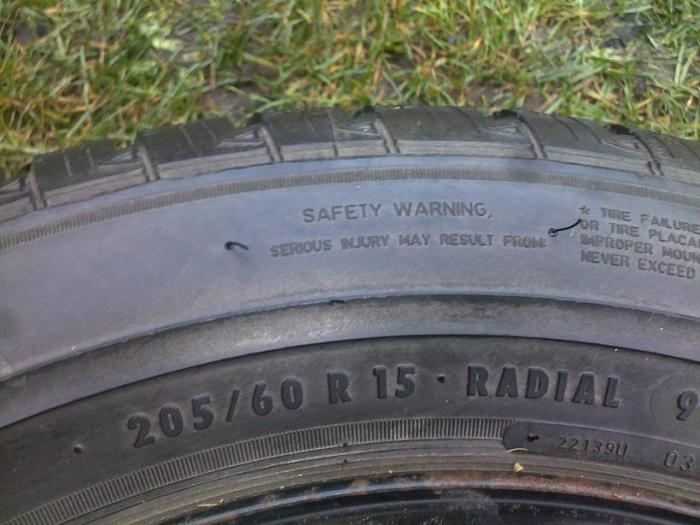 SAFETY WARNING,
SERIOUS INJURY MAY RESULT FROM:
* TIRE FAILURE
OR TIRE PLACA
IMPROPER MOUN
NEVER EXCEED
205/60 R 15 · RADIAL 9
22139U 03